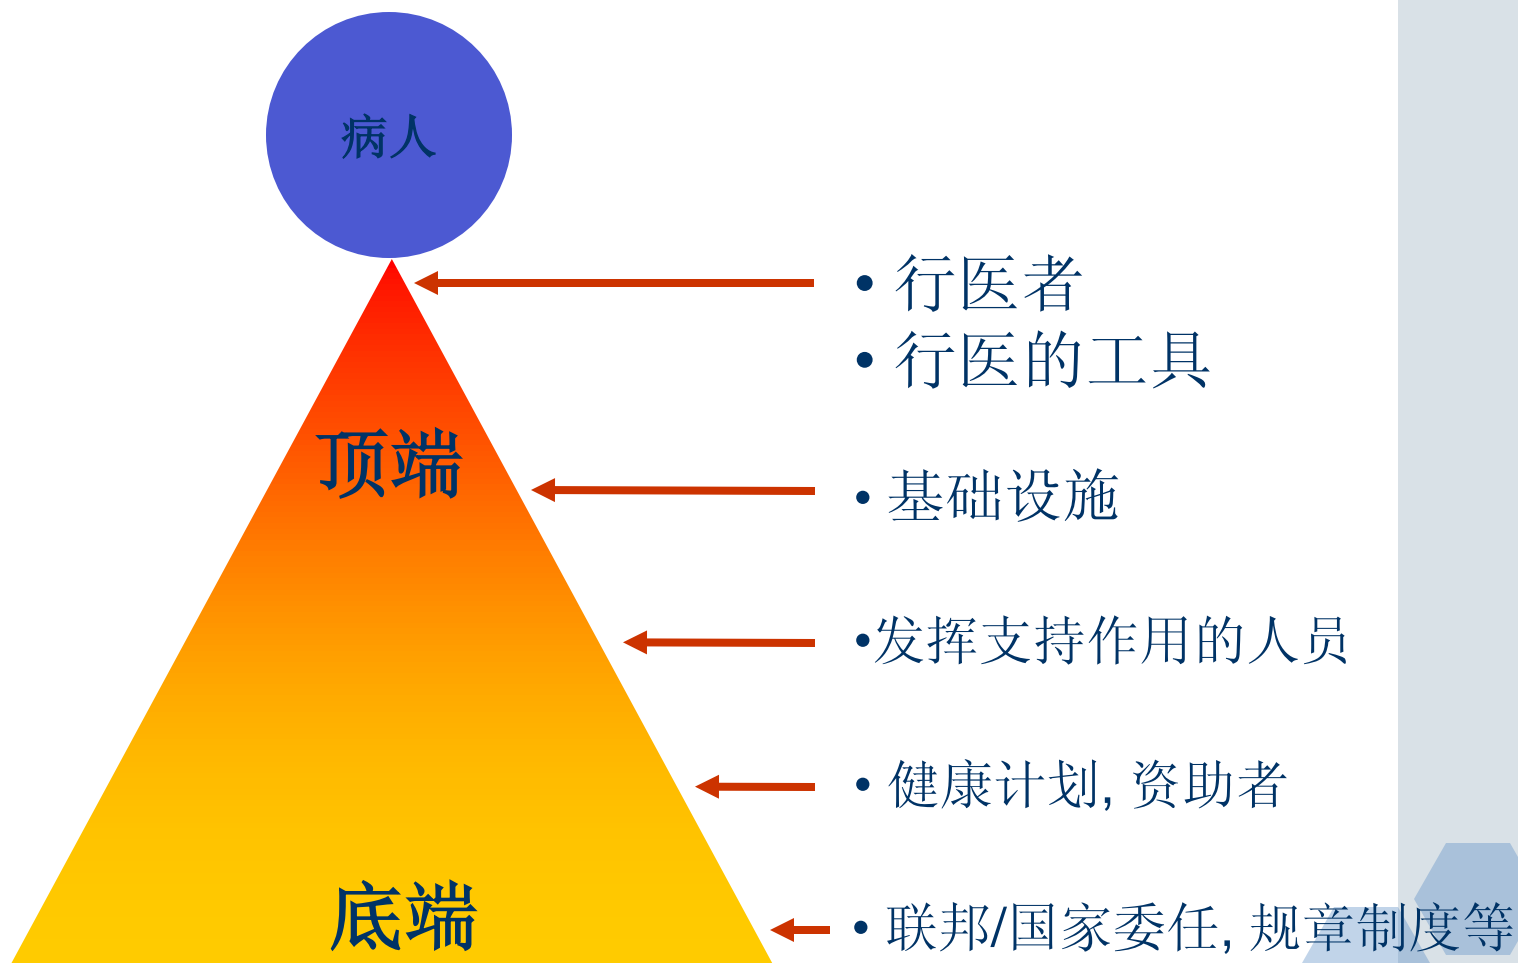 病人
• 行医者
• 行医的工具
顶端
• 基础设施
•发挥支持作用的人员
• 健康计划, 资助者
底端
• 联邦/国家委任, 规章制度等